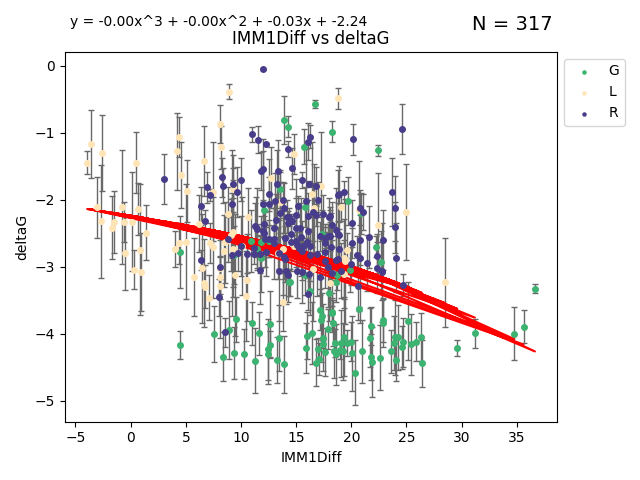 y = -0.00x^3 + -0.00x^2 + -0.03x + -2.24
N = 317
IMM1Diff vs deltaG
G
L
R
deltaG
0
−1
−2
−3
−4
−5
−5 0 5 10 15 20 25 30 35
IMM1Diff